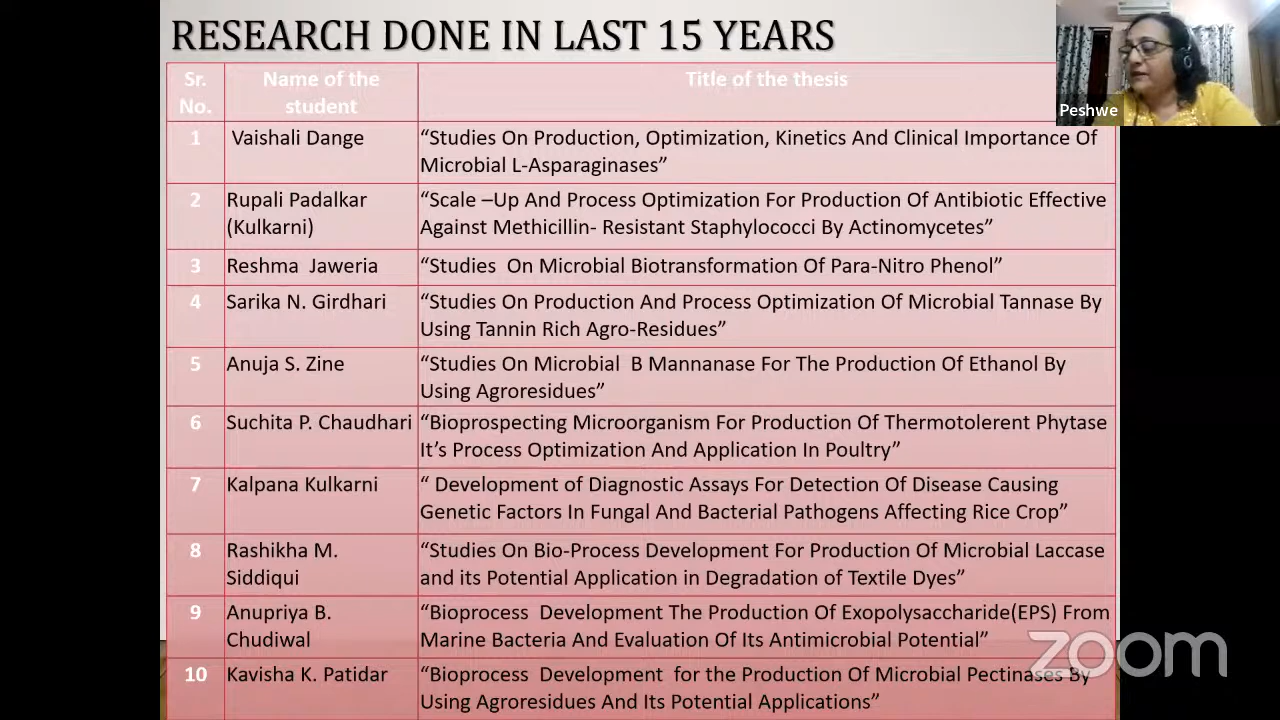 RESEARCH DONE IN LAST 15 YEARS
Sr. No.
Name of the student
Title of the thesis
Peshwe
1 Vaishali Dange “Studies On Production, Optimization, Kinetics And Clinical Importance Of
Microbial L-Asparaginases”
2 Rupali Padalkar “Scale –Up And Process Optimization For Production Of Antibiotic Effective
(Kulkarni) Against Methicillin- Resistant Staphylococci By Actinomycetes”
3 Reshma Jaweria “Studies On Microbial Biotransformation Of Para-Nitro Phenol”
4 Sarika N. Girdhari “Studies On Production And Process Optimization Of Microbial Tannase By
Using Tannin Rich Agro-Residues”
5 Anuja S. Zine “Studies On Microbial B Mannanase For The Production Of Ethanol By
Using Agroresidues”
6 Suchita P. Chaudhari “Bioprospecting Microorganism For Production Of Thermotolerent Phytase
It’s Process Optimization And Application In Poultry”
7 Kalpana Kulkarni “ Development of Diagnostic Assays For Detection Of Disease Causing
Genetic Factors In Fungal And Bacterial Pathogens Affecting Rice Crop”
8 Rashikha M. “Studies On Bio-Process Development For Production Of Microbial Laccase
Siddiqui and its Potential Application in Degradation of Textile Dyes”
9 Anupriya B. “Bioprocess Development The Production Of Exopolysaccharide(EPS) From
Chudiwal Marine Bacteria And Evaluation Of Its Antimicrobial Potential”
10 Kavisha K. Patidar “Bioprocess Development for the Production Of Microbial Pectinases By
Using Agroresidues And Its Potential Applications”
zoom